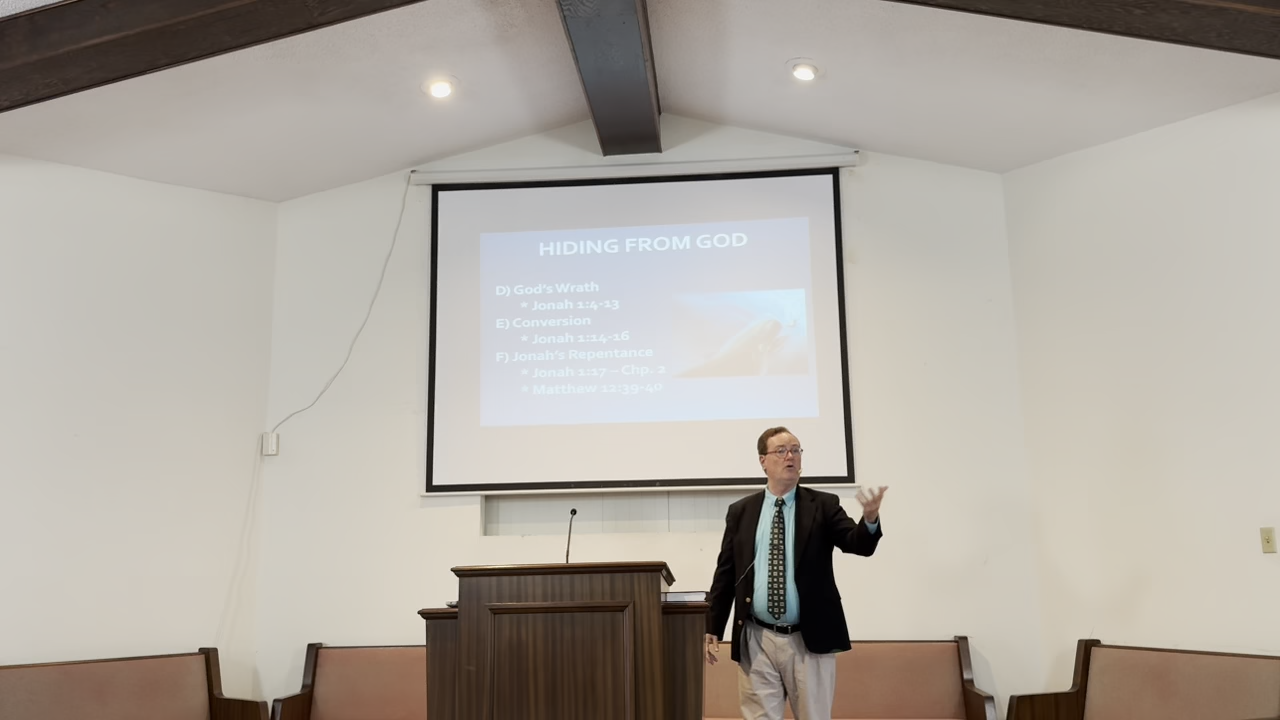 HIDING FROM GOD
D) God's Wrath
* Jonah 1:4-13
E) Conversion
* Jonah 1:14-16
F) Jonah's Repentance
* Jonah 1:17 – Chp. 2
* Matthew 12:39-40